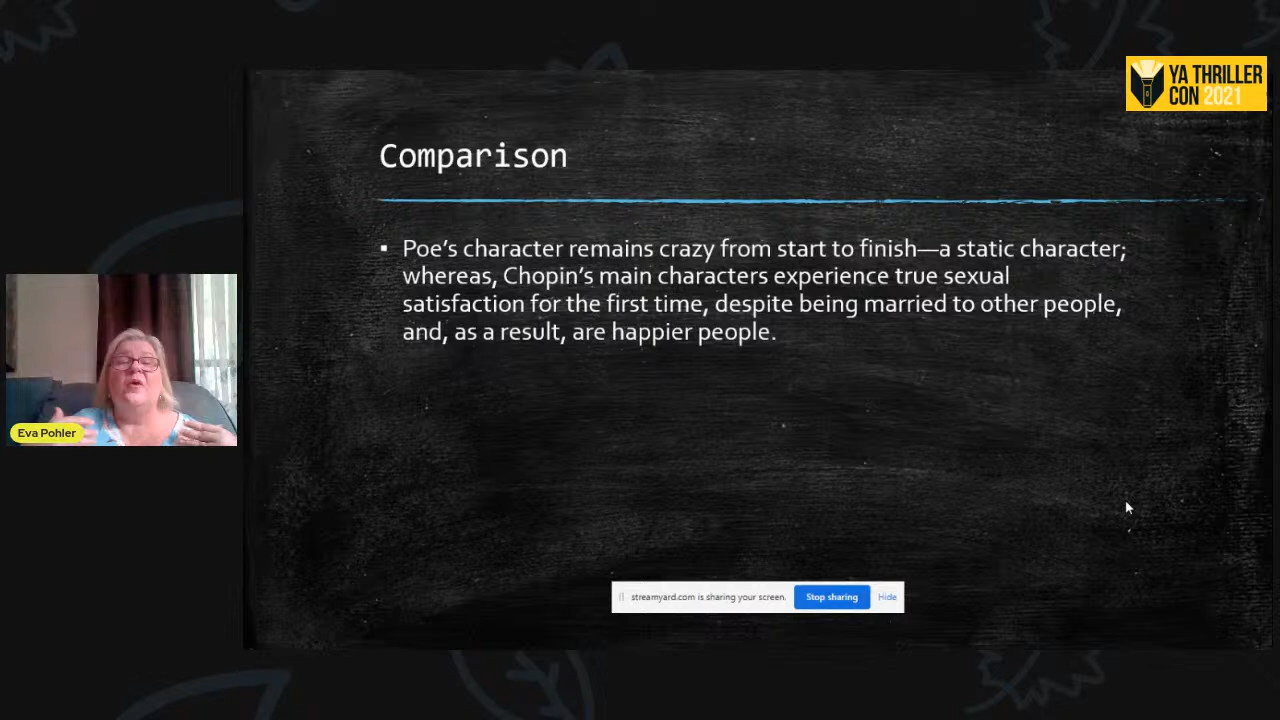 YA THRILLER
CON 2021
Comparison
▪ Poe's character remains crazy from start to finish—a static character;
whereas, Chopin's main characters experience true sexual
satisfaction for the first time, despite being married to other people,
and, as a result, are happier people.
Eva Pohler
streamyard.com is sharing your screen. Stop sharing Hide